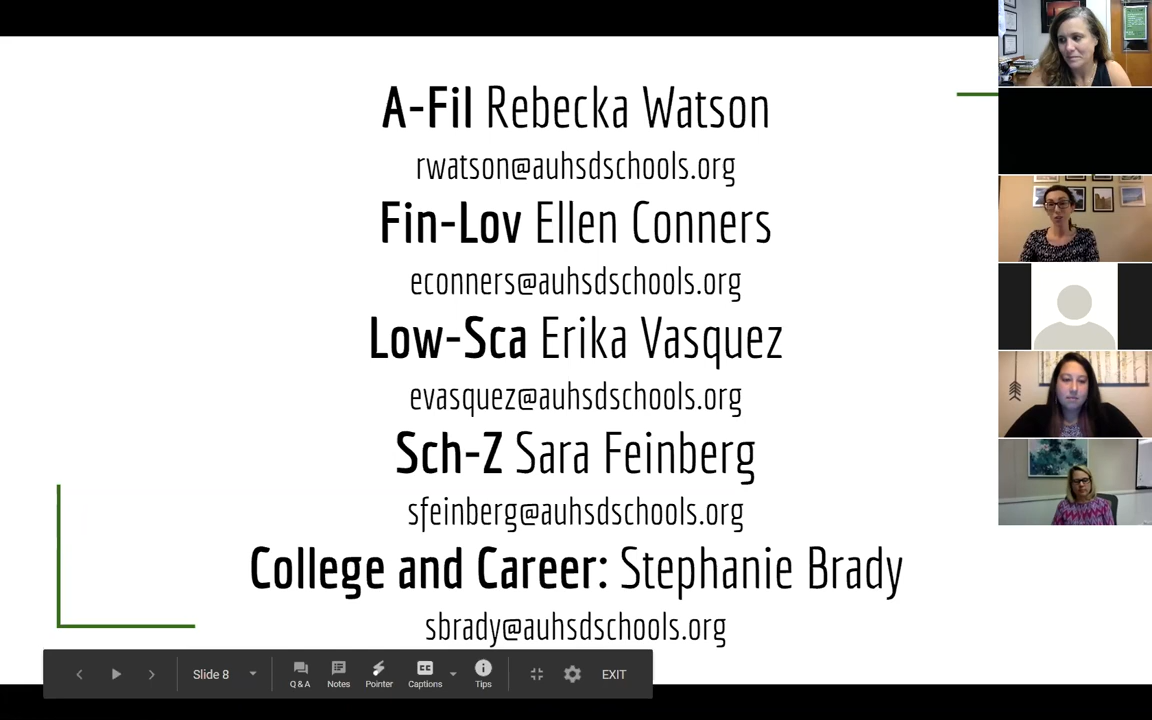 A-Fil Rebecka Watson
rwatson@auhsdschools.org
Fin-Lov Ellen Conners
econners@auhsdschools.org
Low-Sca Erika Vasquez
evasquez@auhsdschools.org
Sch-Z Sara Feinberg
sfeinberg@auhsdschools.org
College and Career: Stephanie Brady
sbrady@auhsdschools.org
Slide 8
Q & A
Notes
Pointer
CC
Captions
Tips
EXIT